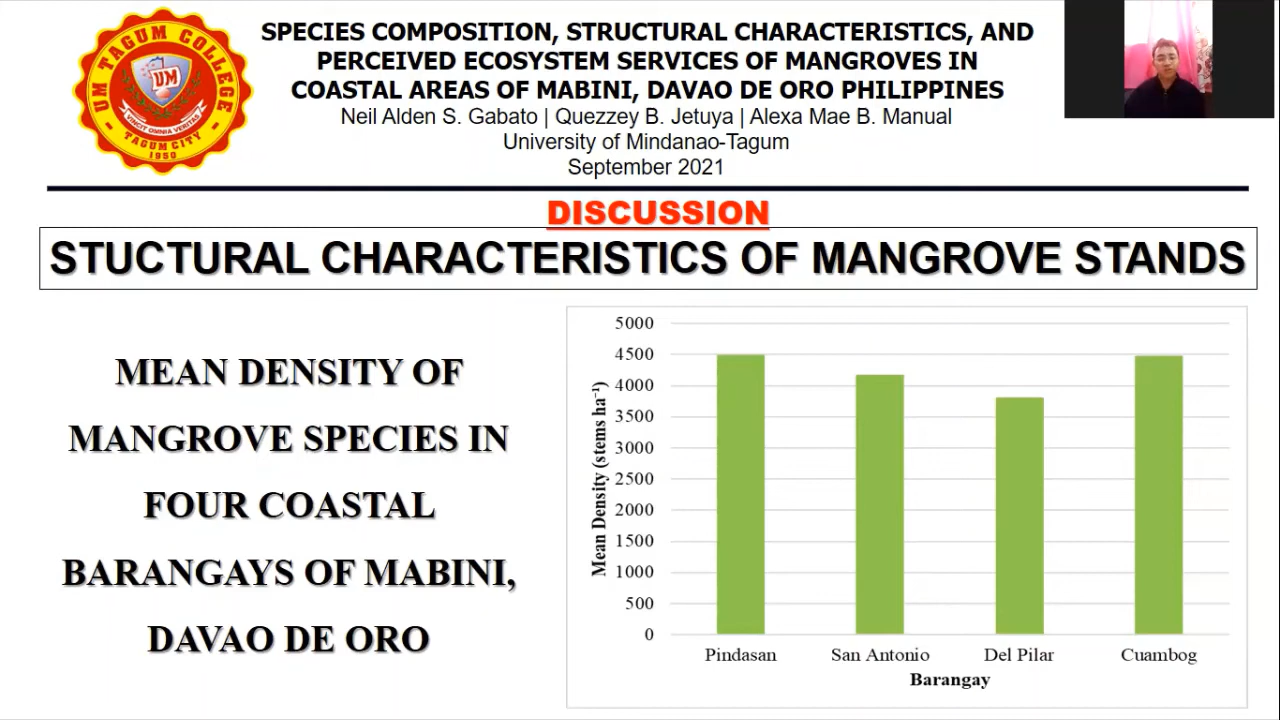 UM TAGUM COLLEGE
UM
VINCIT OMNIA VERITAS
TAGUM CITY
1950
SPECIES COMPOSITION, STRUCTURAL CHARACTERISTICS, AND
PERCEIVED ECOSYSTEM SERVICES OF MANGROVES IN
COASTAL AREAS OF MABINI, DAVAO DE ORO PHILIPPINES
Neil Alden S. Gabato | Quezzey B. Jetuya | Alexa Mae B. Manual
University of Mindanao-Tagum
September 2021
DISCUSSION
STUCTURAL CHARACTERISTICS OF MANGROVE STANDS
MEAN DENSITY OF
MANGROVE SPECIES IN
FOUR COASTAL
BARANGAYS OF MABINI,
DAVAO DE ORO
Mean Density (stems ha⁻¹)
5000
4500
4000
3500
3000
2500
2000
1500
1000
500
0
Pindasan San Antonio Del Pilar Cuambog
Barangay